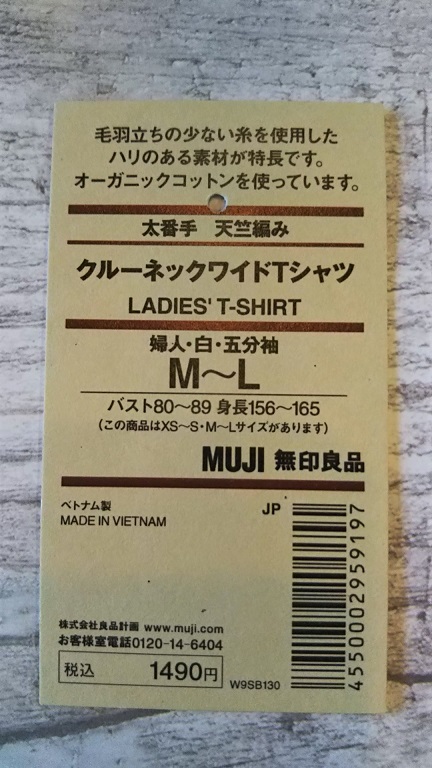 毛羽立ちの少ない糸を使用した
ハリのある素材が特長です。
オーガニックコットンを使っています。
太番手 天竺編み
クルーネックワイドTシャツ
LADIES' T-SHIRT
婦人・白・五分袖
M〜L
バスト80〜89 身長156〜165
(この商品はXS〜S・M〜Lサイズがあります)
MUJI 無印良品
ベトナム製
MADE IN VIETNAM
JP
4550002959197
株式会社良品計画 www.muji.com
お客様室電話0120-14-6404
税込 1490円
W9SB130